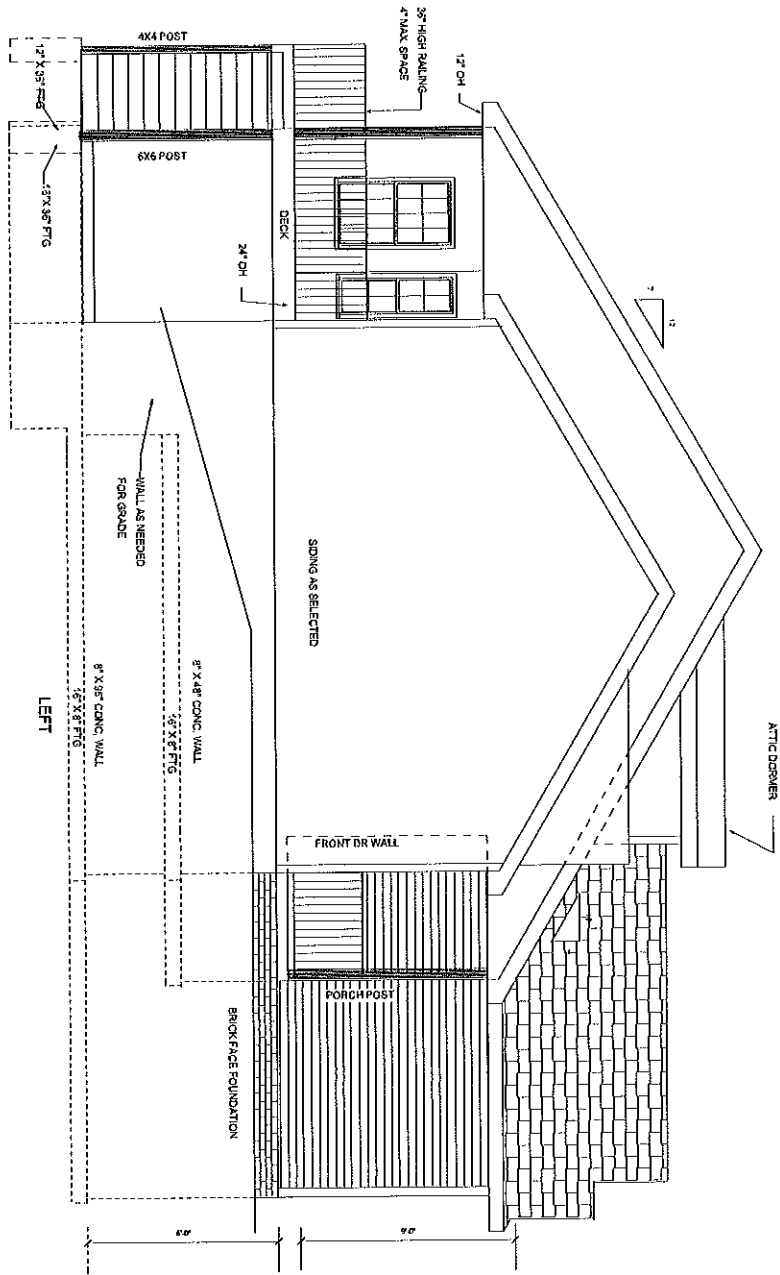 ATTIC DORMER
7
12
12" OH
36" HIGH RAILING
4" MAX. SPACE
24" OH
DECK
4X4 POST
6X6 POST
12" X 36" FTG
16" X 36" FTG
SIDING AS SELECTED
FRONT DR WALL
PORCH POST
BRICK FACE FOUNDATION
WALL AS NEEDED
FOR GRADE
8" X 48" CONC. WALL
16" X 8" FTG
8" X 96" CONC. WALL
16" X 8" FTG
LEFT